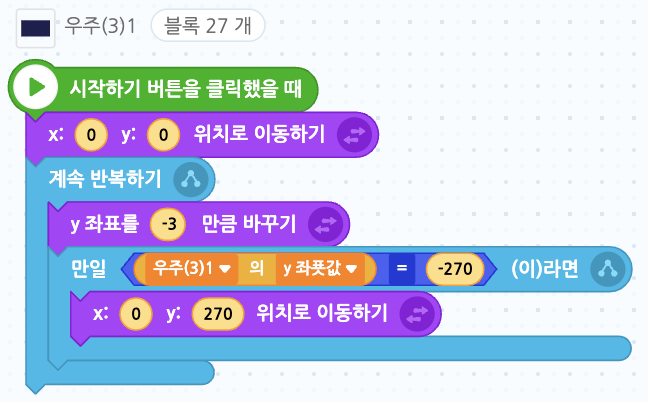 우주(3)1 블록 27 개
시작하기 버튼을 클릭했을 때
x: 0 y: 0 위치로 이동하기
계속 반복하기
y 좌표를 -3 만큼 바꾸기
만일 우주(3)1 의 y 좌푯값 = -270 (이)라면
x: 0 y: 270 위치로 이동하기